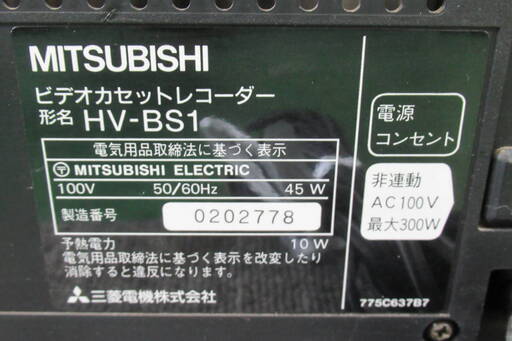 MITSUBISHI
ビデオカセットレコーダー
形名 HV-BS1
電気用品取締法に基づく表示
〒 MITSUBISHI ELECTRIC
100V 50/60Hz 45W
製造番号 0202778
予熱電力 10W
電気用品取締法に基づく表示を改変したり
消除すると違反になります。
三菱電機株式会社
電源
コンセント
非連動
AC100V
最大300W
775C637B7